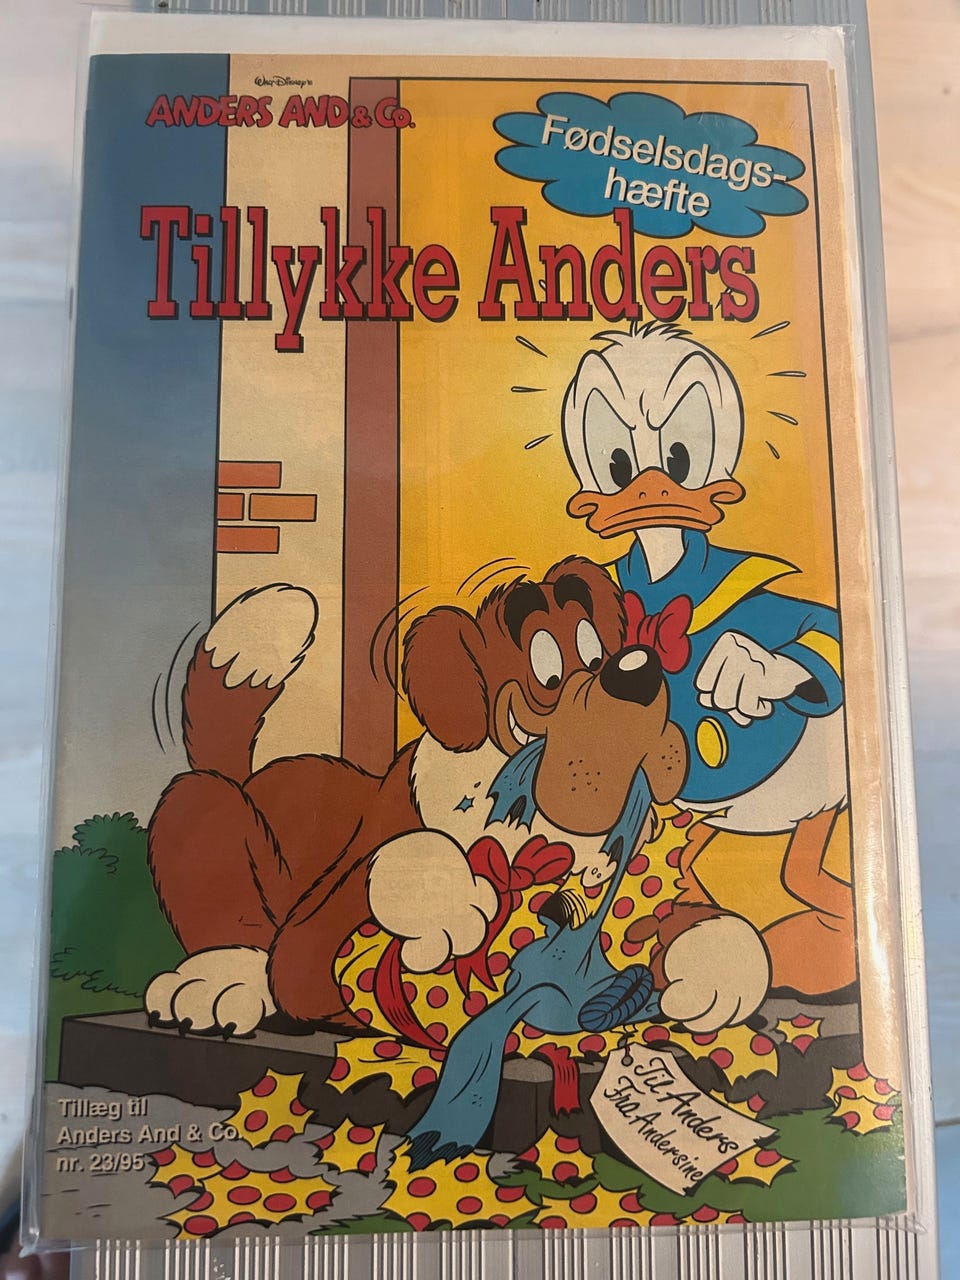 Walt Disney's
ANDERS AND & Co.
Fødselsdags-
hæfte
Tillykke Anders
Til Anders
Fra Andersine
Tillæg til
Anders And & Co.
nr. 23/95